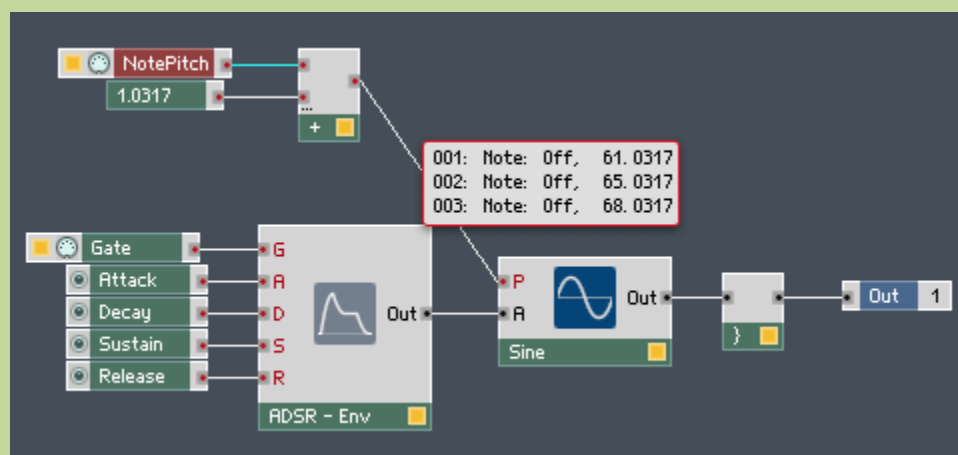 NotePitch
1.0317
...
+
001: Note: Off, 61.0317
002: Note: Off, 65.0317
003: Note: Off, 68.0317
Gate
Attack
Decay
Sustain
Release
G
A
D
S
R
Out
ADSR - Env
P
A
Out
Sine
}
Out 1